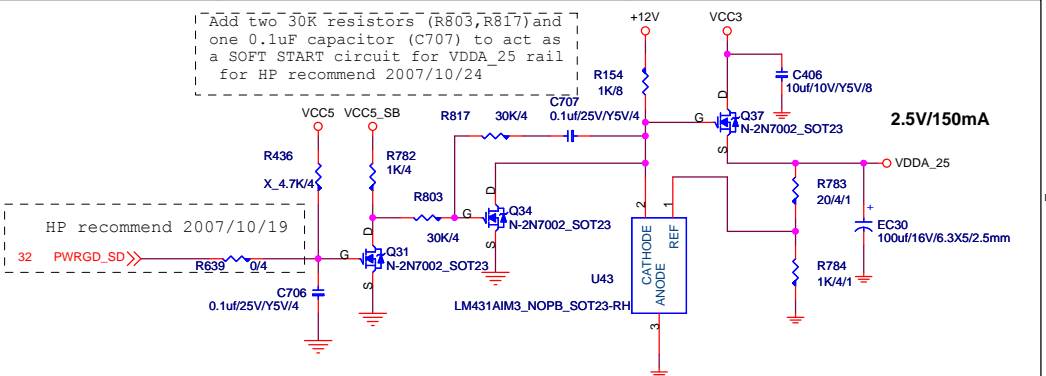 Add two 30K resistors (R803,R817)and
one 0.1uF capacitor (C707) to act as
a SOFT START circuit for VDDA_25 rail
for HP recommend 2007/10/24
+12V
VCC3
R154
1K/8
C406
10uf/10V/Y5V/8
C707
0.1uf/25V/Y5V/4
R817
30K/4
D
G
S
Q37
N-2N7002_SOT23
2.5V/150mA
VCC5
VCC5_SB
VDDA_25
R436
X_4.7K/4
R782
1K/4
R803
30K/4
D
G
S
Q34
N-2N7002_SOT23
R783
20/4/1
+
EC30
100uf/16V/6.3X5/2.5mm
HP recommend 2007/10/19
32 PWRGD_SD
R639
0/4
D
G
S
Q31
N-2N7002_SOT23
C706
0.1uf/25V/Y5V/4
2
1
CATHODE
REF
ANODE
3
U43
LM431AIM3_NOPB_SOT23-RH
R784
1K/4/1